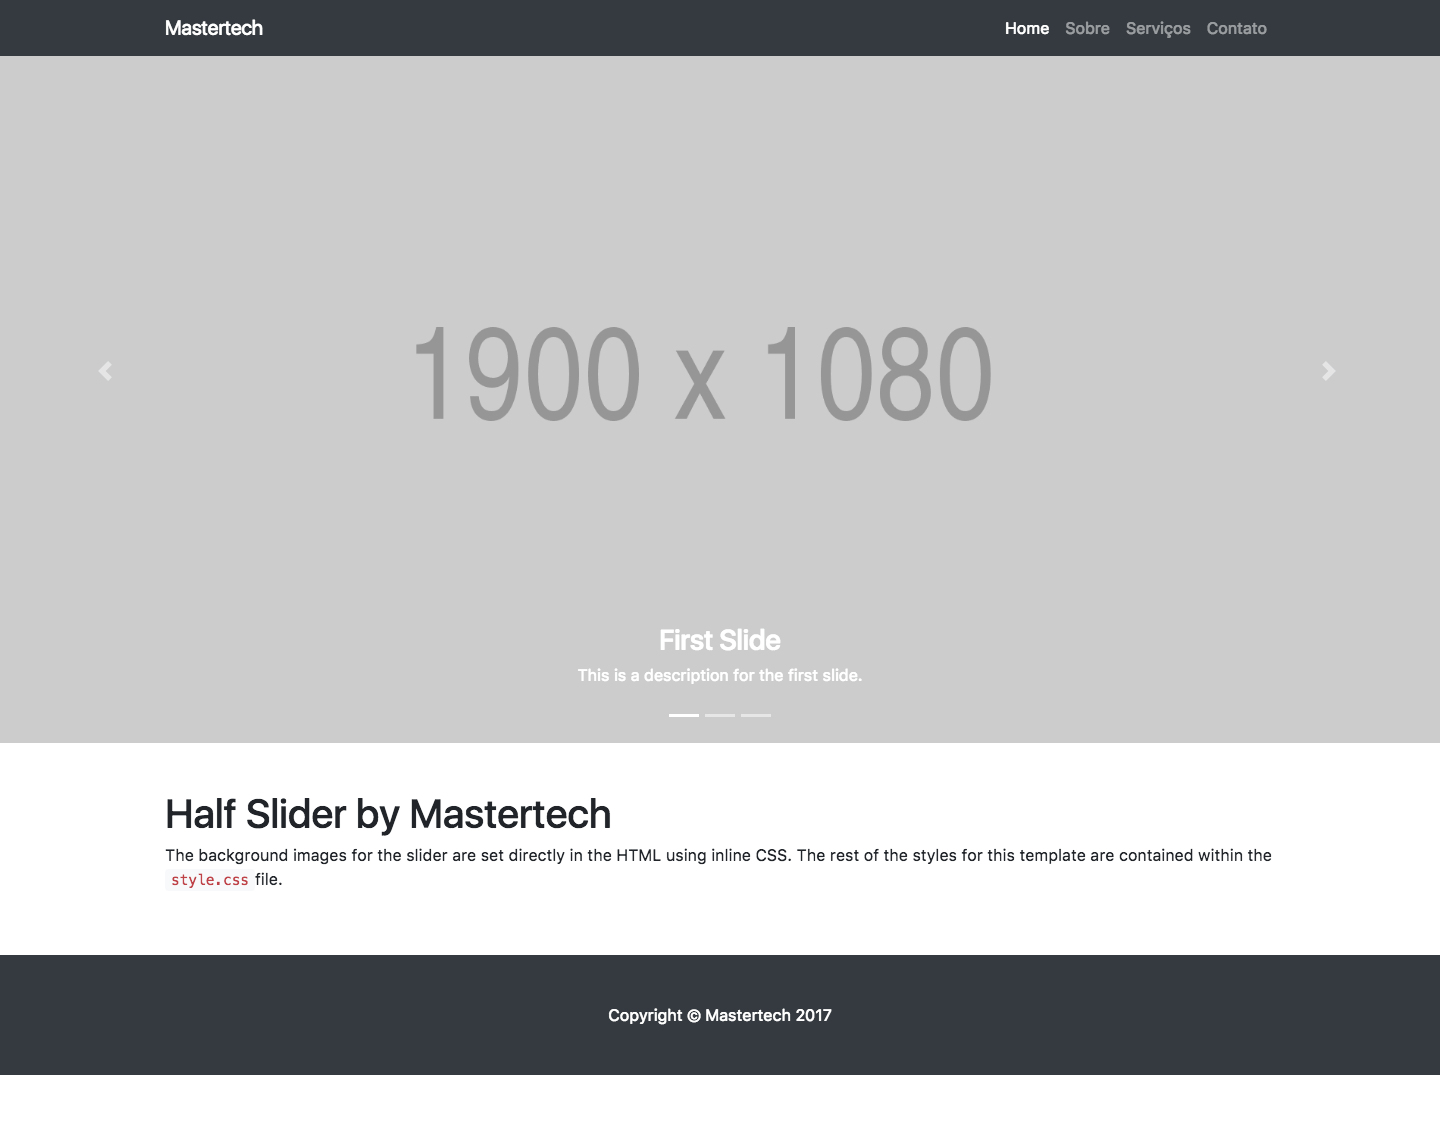 Mastertech
Home Sobre Serviços Contato
1900 x 1080
First Slide
This is a description for the first slide.
Half Slider by Mastertech
The background images for the slider are set directly in the HTML using inline CSS. The rest of the styles for this template are contained within the
style.css file.
Copyright © Mastertech 2017